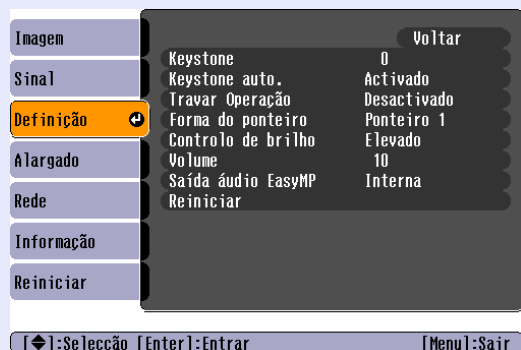 Imagem
Sinal
Definição
Alargado
Rede
Informação
Reiniciar
Voltar
Keystone 0
Keystone auto. Activado
Travar Operação Desactivado
Forma do ponteiro Ponteiro 1
Controlo de brilho Elevado
Volume 10
Saída áudio EasyMP Interna
Reiniciar
[◆]:Selecção [Enter]:Entrar [Menu]:Sair